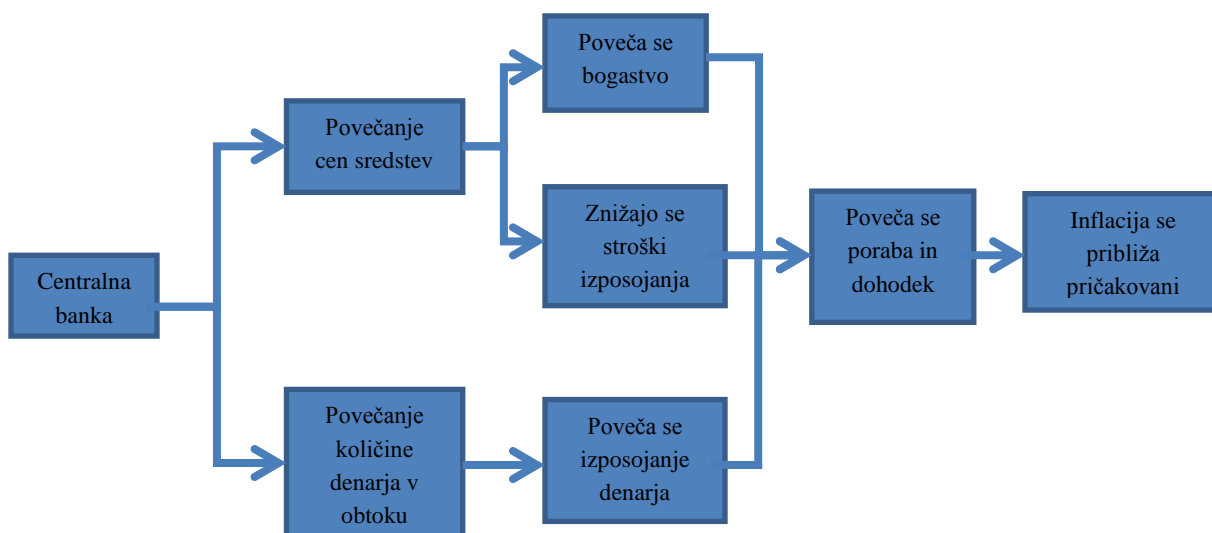 Centralna
banka
Povečanje
cen sredstev
Povečanje
količine
denarja v
obtoku
Poveča se
bogastvo
Znižajo se
stroški
izposojanja
Poveča se
izposojanje
denarja
Poveča se
poraba in
dohodek
Inflacija se
približa
pričakovani